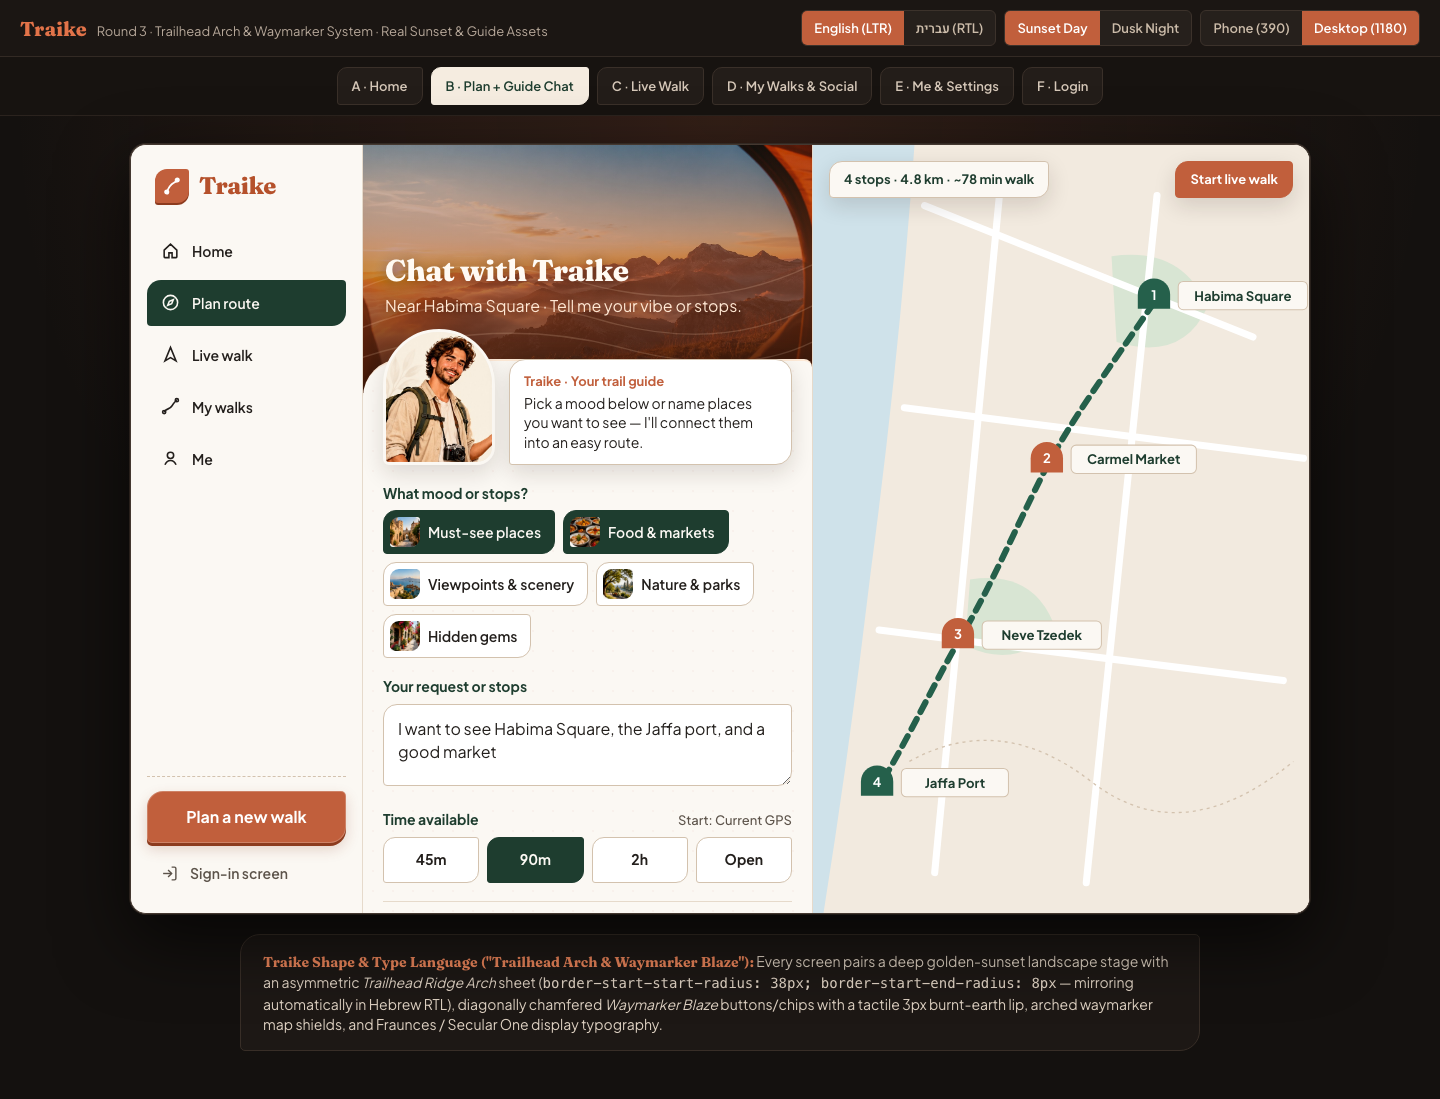 Traike Round 3 · Trailhead Arch & Waymarker System · Real Sunset & Guide Assets
English (LTR) עברית (RTL) Sunset Day Dusk Night Phone (390) Desktop (1180)
A · Home B · Plan + Guide Chat C · Live Walk D · My Walks & Social E · Me & Settings F · Login
Traike
Home
Plan route
Live walk
My walks
Me
Plan a new walk
Sign-in screen
Chat with Traike
Near Habima Square · Tell me your vibe or stops.
Traike · Your trail guide
Pick a mood below or name places
you want to see — I'll connect them
into an easy route.
What mood or stops?
Must-see places Food & markets
Viewpoints & scenery Nature & parks
Hidden gems
Your request or stops
I want to see Habima Square, the Jaffa port, and a
good market
Time available Start: Current GPS
45m 90m 2h Open
4 stops · 4.8 km · ~78 min walk Start live walk
1 Habima Square
2 Carmel Market
3 Neve Tzedek
4 Jaffa Port
Traike Shape & Type Language ("Trailhead Arch & Waymarker Blaze"): Every screen pairs a deep golden-sunset landscape stage with
an asymmetric Trailhead Ridge Arch sheet (border-start-start-radius: 38px; border-start-end-radius: 8px — mirroring
automatically in Hebrew RTL), diagonally chamfered Waymarker Blaze buttons/chips with a tactile 3px burnt-earth lip, arched waymarker
map shields, and Fraunces / Secular One display typography.